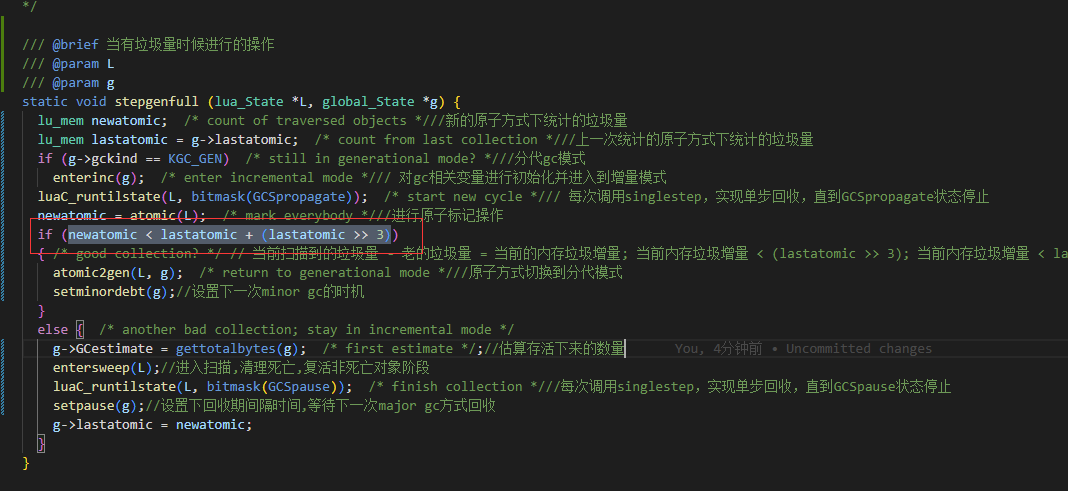 */
/// @brief 当有垃圾量时候进行的操作
/// @param L
/// @param g
static void stepgenfull (lua_State *L, global_State *g) {
lu_mem newatomic;  /* count of traversed objects *///新的原子方式下统计的垃圾量
lu_mem lastatomic = g->lastatomic;  /* count from last collection *///上一次统计的原子方式下统计的垃圾量
if (g->gckind == KGC_GEN)  /* still in generational mode? *///分代gc模式
enterinc(g);  /* enter incremental mode *//// 对gc相关变量进行初始化并进入到增量模式
luaC_runtilstate(L, bitmask(GCSpropagate));  /* start new cycle *//// 每次调用singlestep，实现单步回收，直到GCSpropagate状态停止
newatomic = atomic(L);  /* mark everybody *///进行原子标记操作
if (newatomic < lastatomic + (lastatomic >> 3))
{ /* good collection? */ // 当前扫描到的垃圾量 - 老的垃圾量 = 当前的内存垃圾增量; 当前内存垃圾增量 < (lastatomic >> 3); 当前内存垃圾增量 < la
atomic2gen(L, g);  /* return to generational mode *///原子方式切换到分代模式
setminordebt(g);//设置下一次minor gc的时机
}
else {  /* another bad collection; stay in incremental mode */
g->GCestimate = gettotalbytes(g);  /* first estimate */;//估算存活下来的数量 You, 4分钟前 • Uncommitted changes
entersweep(L);//进入扫描,清理死亡,复活非死亡对象阶段
luaC_runtilstate(L, bitmask(GCSpause));  /* finish collection *///每次调用singlestep，实现单步回收，直到GCSpause状态停止
setpause(g);//设置下回收期间隔时间,等待下一次major gc方式回收
g->lastatomic = newatomic;
}
}